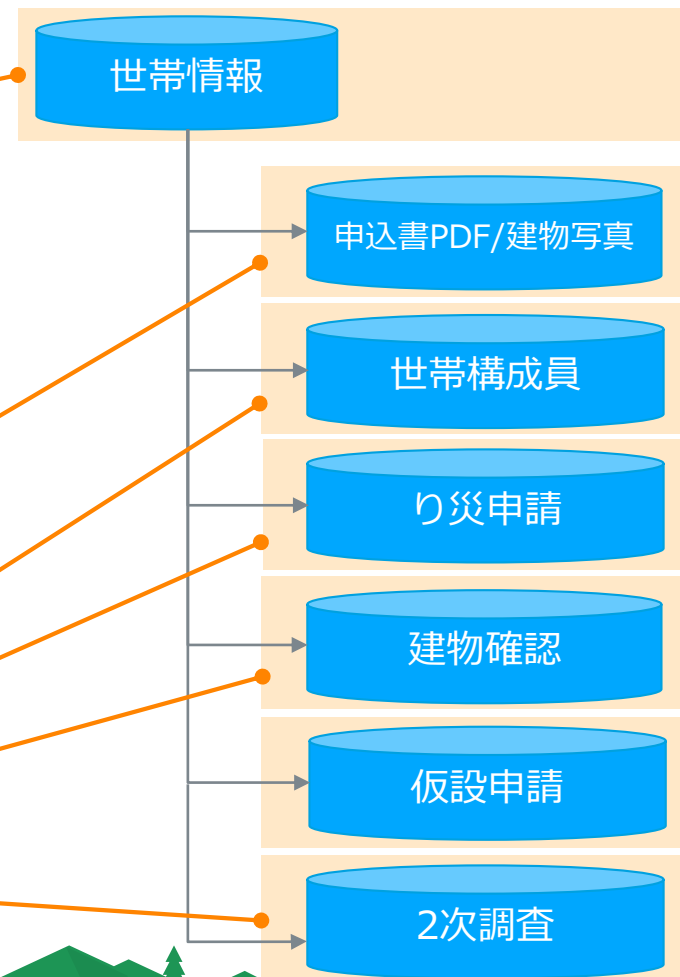 世帯情報
申込書PDF/建物写真
世帯構成員
り災申請
建物確認
仮設申請
2次調査